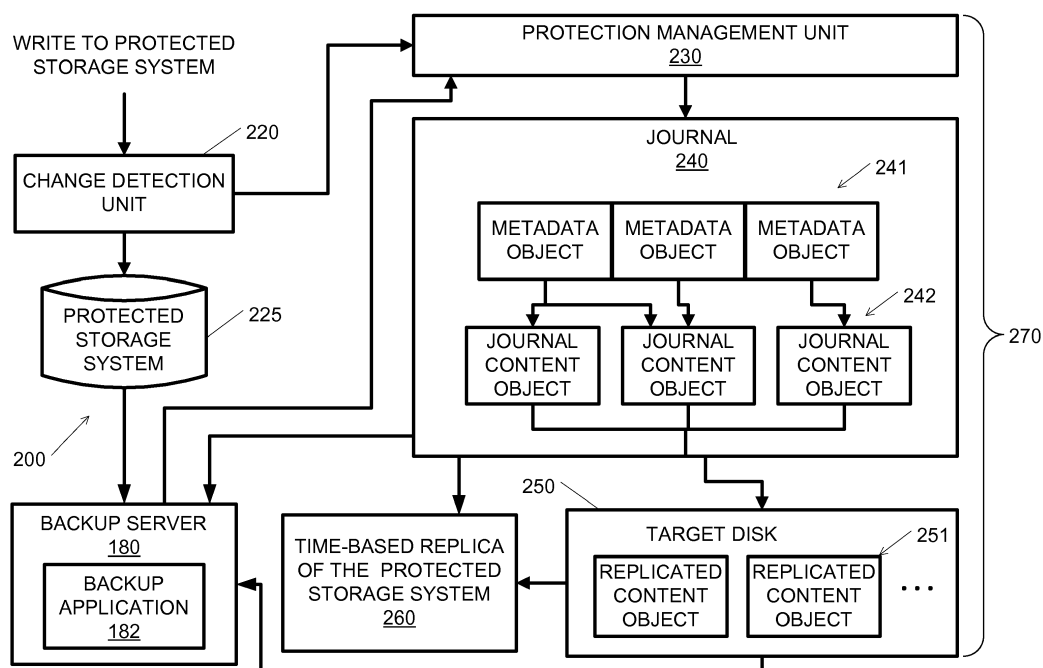 WRITE TO PROTECTED
STORAGE SYSTEM
PROTECTION MANAGEMENT UNIT
230
220
CHANGE DETECTION
UNIT
JOURNAL
240
241
METADATA
OBJECT
METADATA
OBJECT
METADATA
OBJECT
225
PROTECTED
STORAGE
SYSTEM
242
JOURNAL
CONTENT
OBJECT
JOURNAL
CONTENT
OBJECT
JOURNAL
CONTENT
OBJECT
270
200
BACKUP SERVER
180
BACKUP
APPLICATION
182
TIME-BASED REPLICA
OF THE PROTECTED
STORAGE SYSTEM
260
250
TARGET DISK
251
REPLICATED
CONTENT
OBJECT
REPLICATED
CONTENT
OBJECT
...